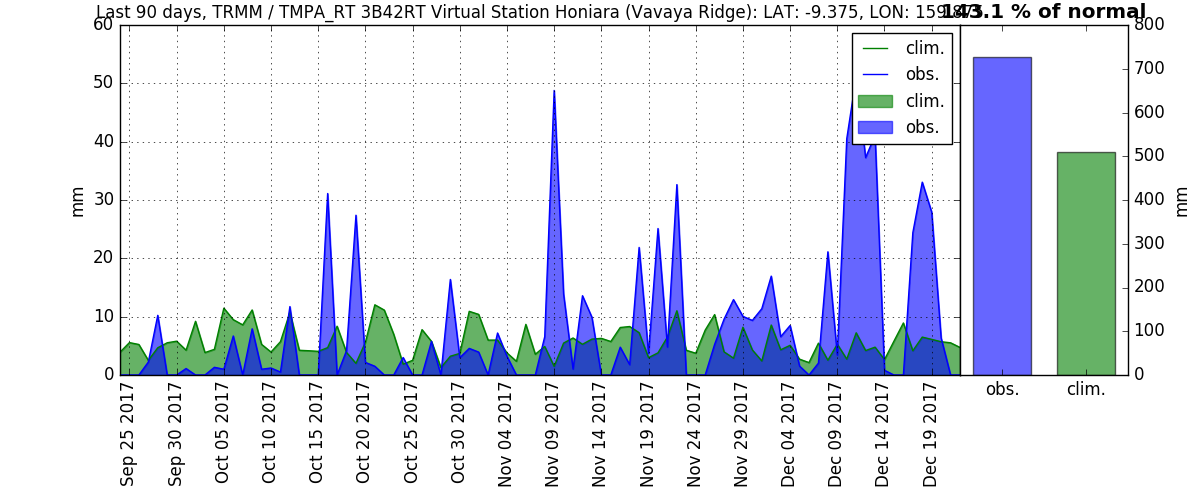 Last 90 days, TRMM / TMPA_RT 3B42RT Virtual Station Honiara (Vavaya Ridge): LAT: -9.375, LON:
143.1 % of normal
60
50
40
30
20
10
0
mm
clim.
obs.
clim.
obs.
800
700
600
500
400
300
200
100
0
mm
Sep 25 2017
Sep 30 2017
Oct 05 2017
Oct 10 2017
Oct 15 2017
Oct 20 2017
Oct 25 2017
Oct 30 2017
Nov 04 2017
Nov 09 2017
Nov 14 2017
Nov 19 2017
Nov 24 2017
Nov 29 2017
Dec 04 2017
Dec 09 2017
Dec 14 2017
Dec 19 2017
obs.
clim.